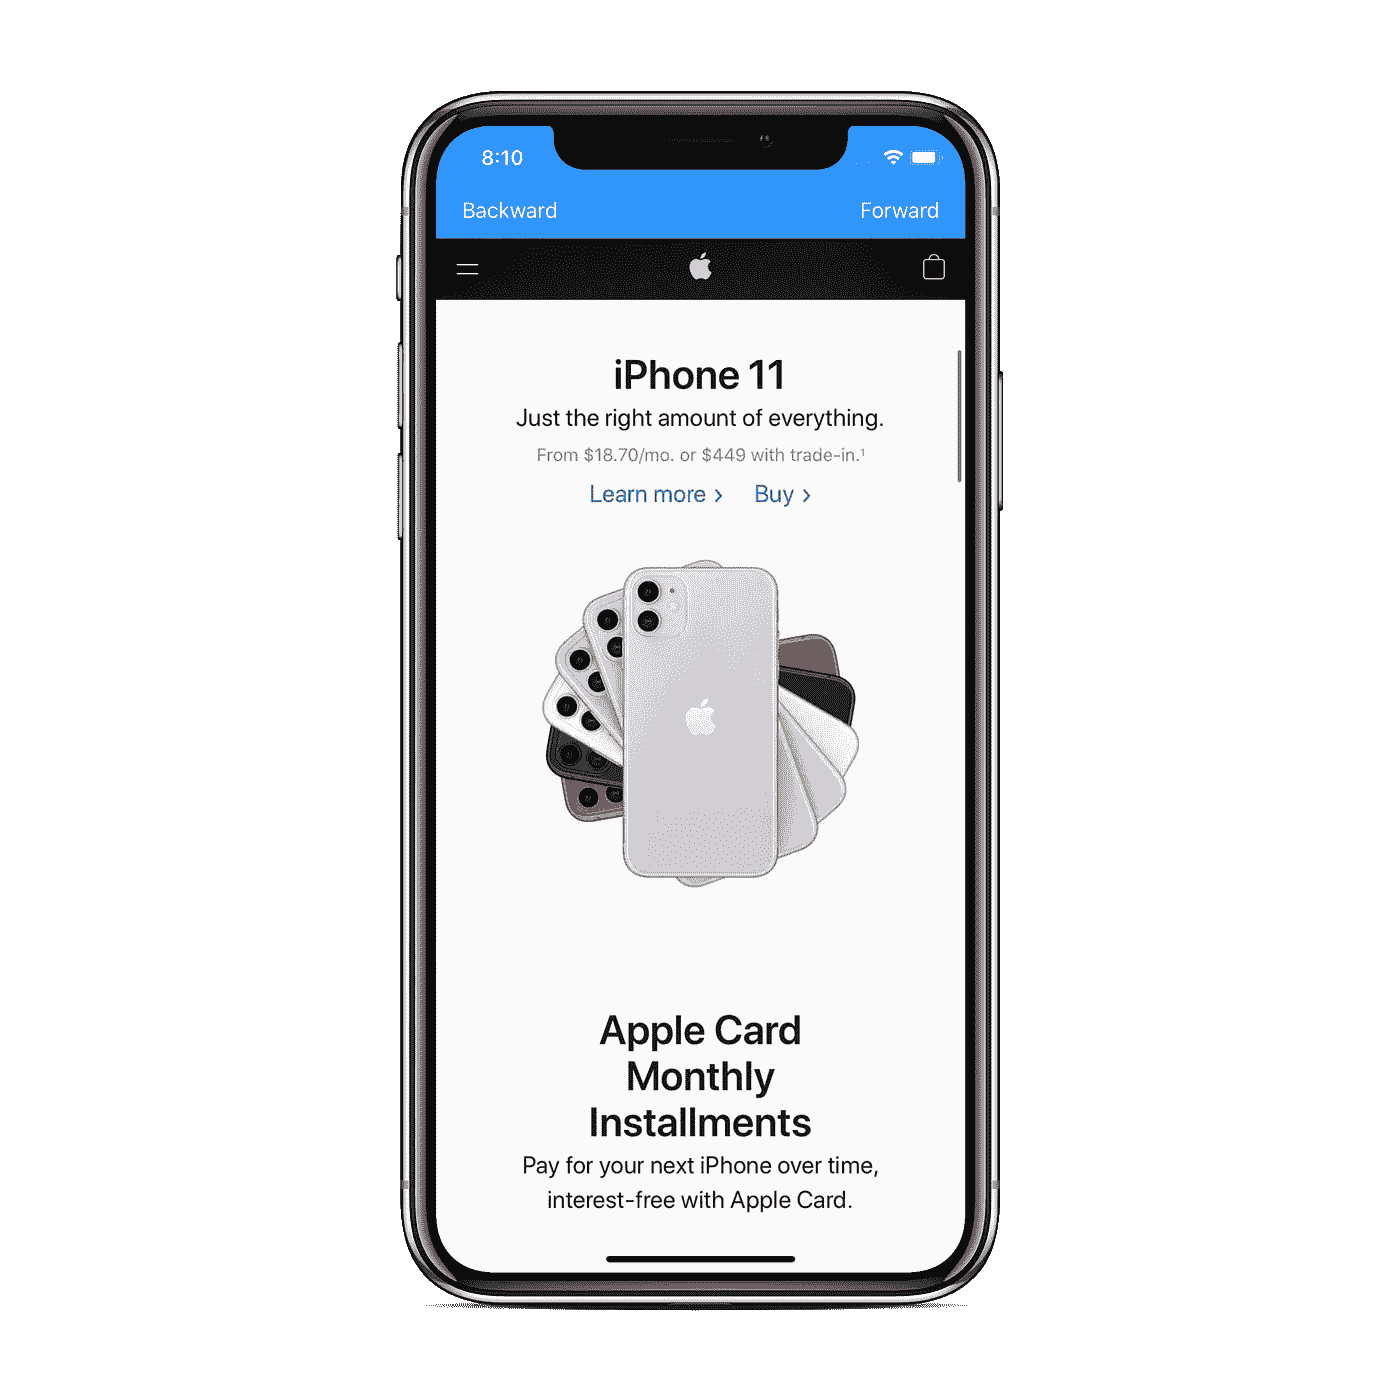 8:10
Backward Forward
iPhone 11
Just the right amount of everything.
From $18.70/mo. or $449 with trade-in.¹
Learn more > Buy >
Apple Card
Monthly
Installments
Pay for your next iPhone over time,
interest-free with Apple Card.